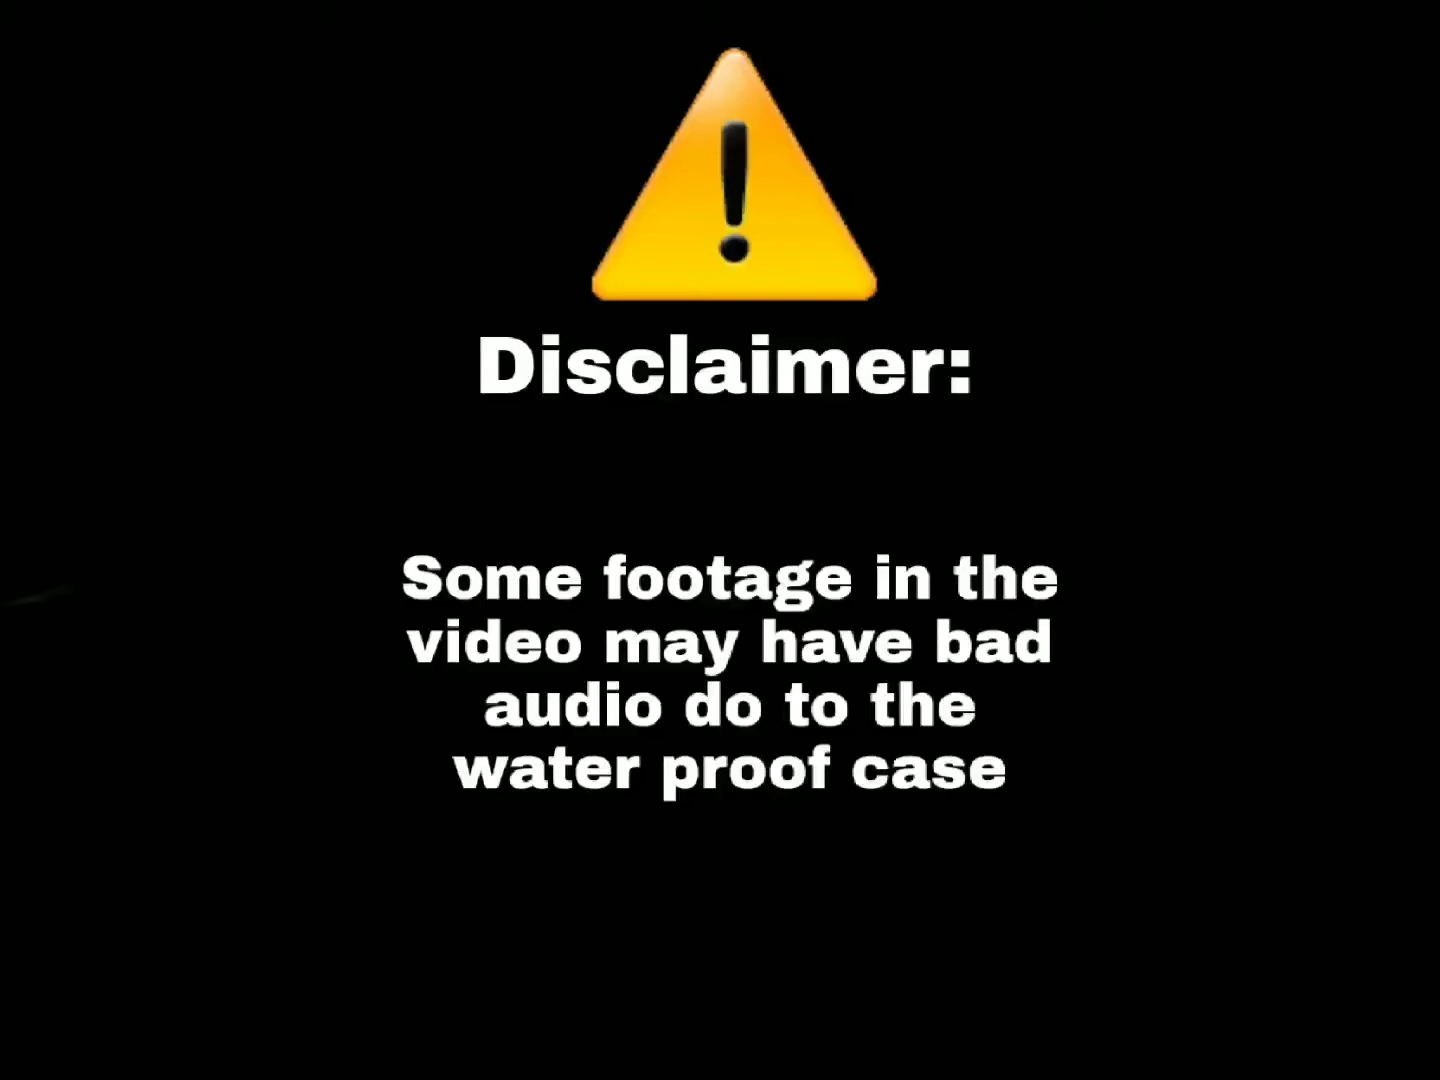 Disclaimer:
Some footage in the
video may have bad
audio do to the
water proof case